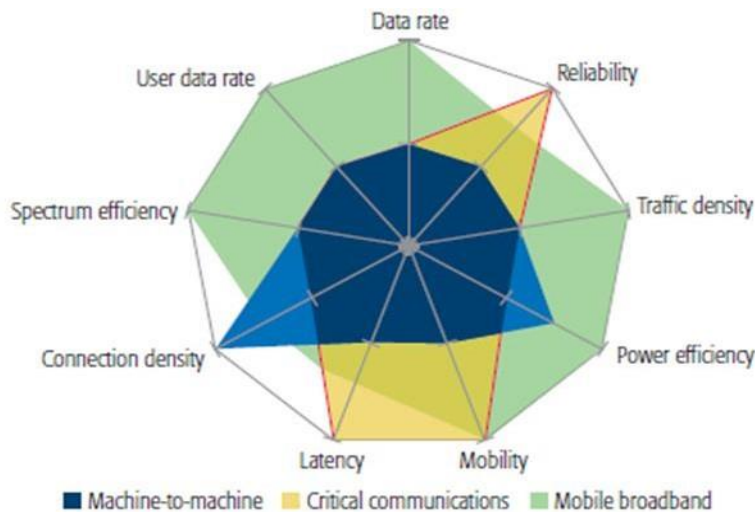 Data rate
User data rate
Reliability
Spectrum efficiency
Traffic density
Connection density
Power efficiency
Latency
Mobility
Machine-to-machine
Critical communications
Mobile broadband